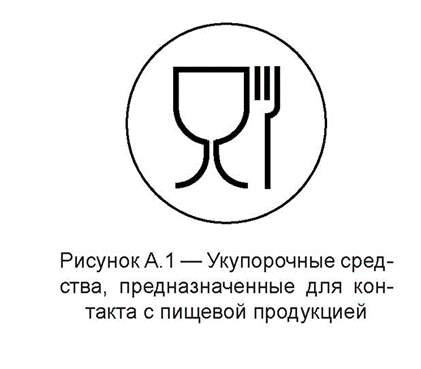 Рисунок А.1 — Укупорочные сред-
ства, предназначенные для кон-
такта с пищевой продукцией